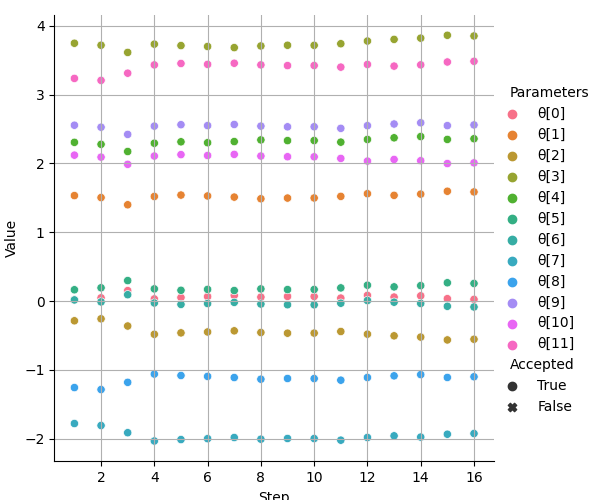 4
3
2
1
0
−1
−2
Value
2
4
6
8
10
12
14
16
Step
Parameters
θ[0]
θ[1]
θ[2]
θ[3]
θ[4]
θ[5]
θ[6]
θ[7]
θ[8]
θ[9]
θ[10]
θ[11]
Accepted
True
False